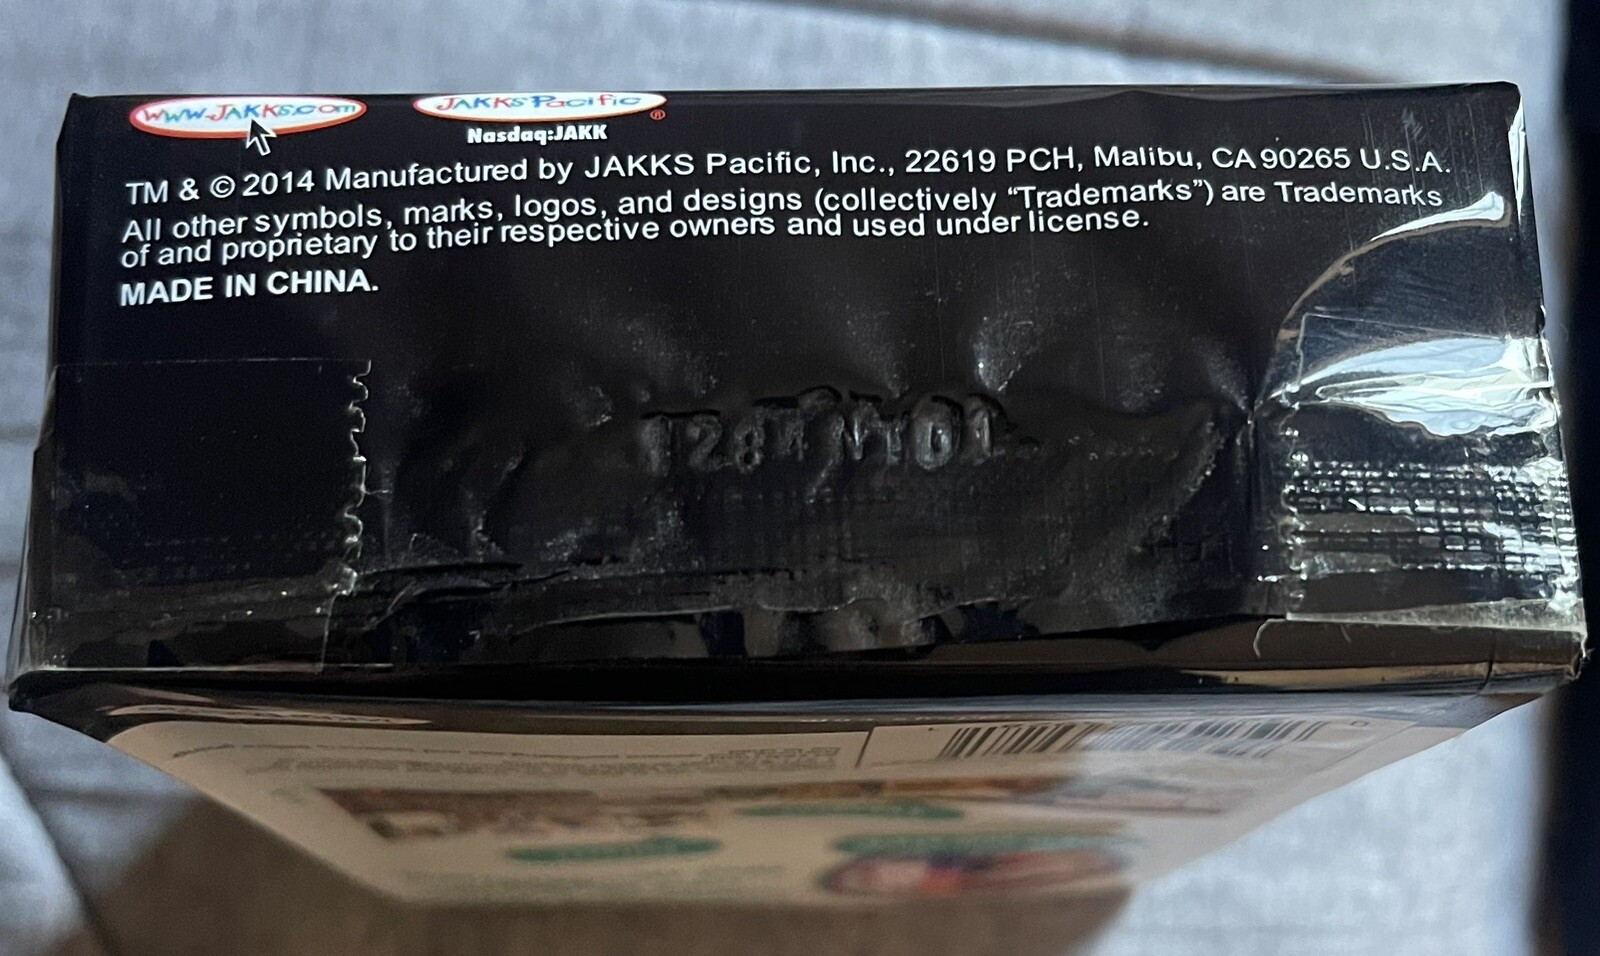 www.JAKKS.com
JAKKS Pacific ®
Nasdaq:JAKK
TM & © 2014 Manufactured by JAKKS Pacific, Inc., 22619 PCH, Malibu, CA 90265 U.S.A.
All other symbols, marks, logos, and designs (collectively “Trademarks”) are Trademarks
of and proprietary to their respective owners and used under license.
MADE IN CHINA.